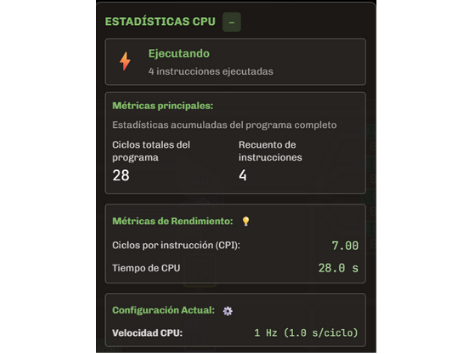 ESTADÍSTICAS CPU –
Ejecutando
4 instrucciones ejecutadas
Métricas principales:
Estadísticas acumuladas del programa completo
Ciclos totales del programa
28
Recuento de instrucciones
4
Métricas de Rendimiento:
Ciclos por instrucción (CPI): 7.00
Tiempo de CPU 28.0 s
Configuración Actual:
Velocidad CPU: 1 Hz (1.0 s/ciclo)